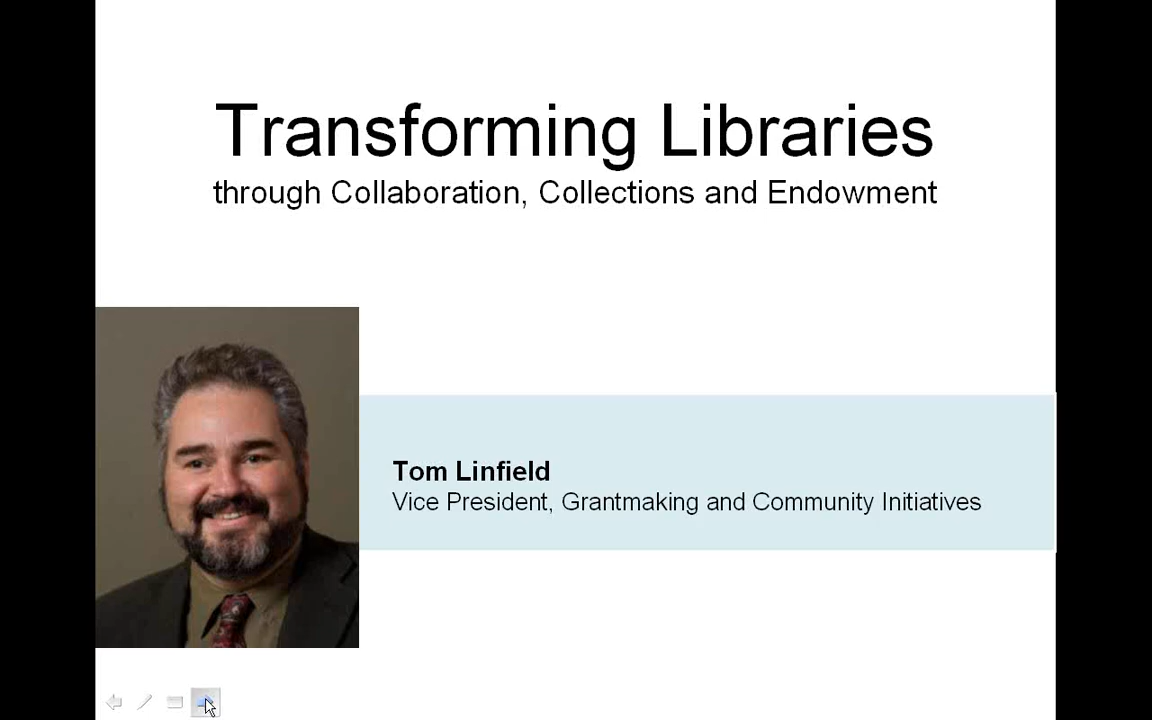 Transforming Libraries
through Collaboration, Collections and Endowment
Tom Linfield
Vice President, Grantmaking and Community Initiatives